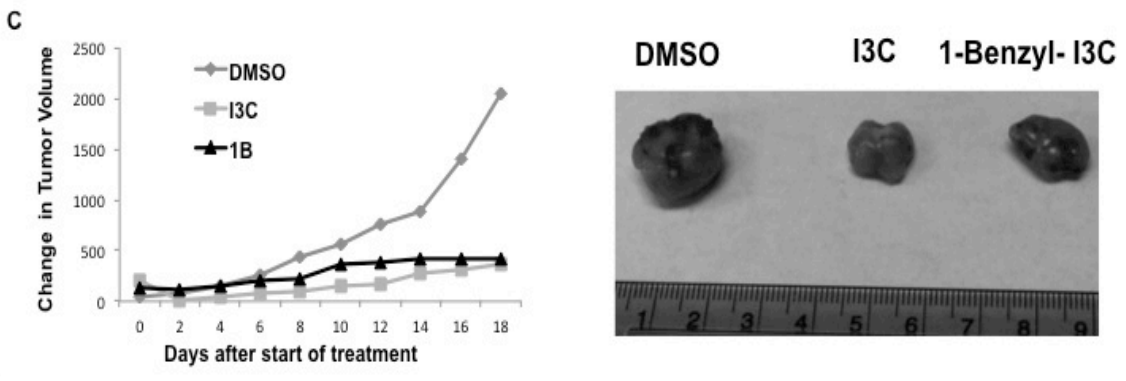 C
Change in Tumor Volume
2500
2000
1500
1000
500
0
DMSO
I3C
1B
0 2 4 6 8 10 12 14 16 18
Days after start of treatment
DMSO I3C 1-Benzyl- I3C
1 2 3 4 5 6 7 8 9